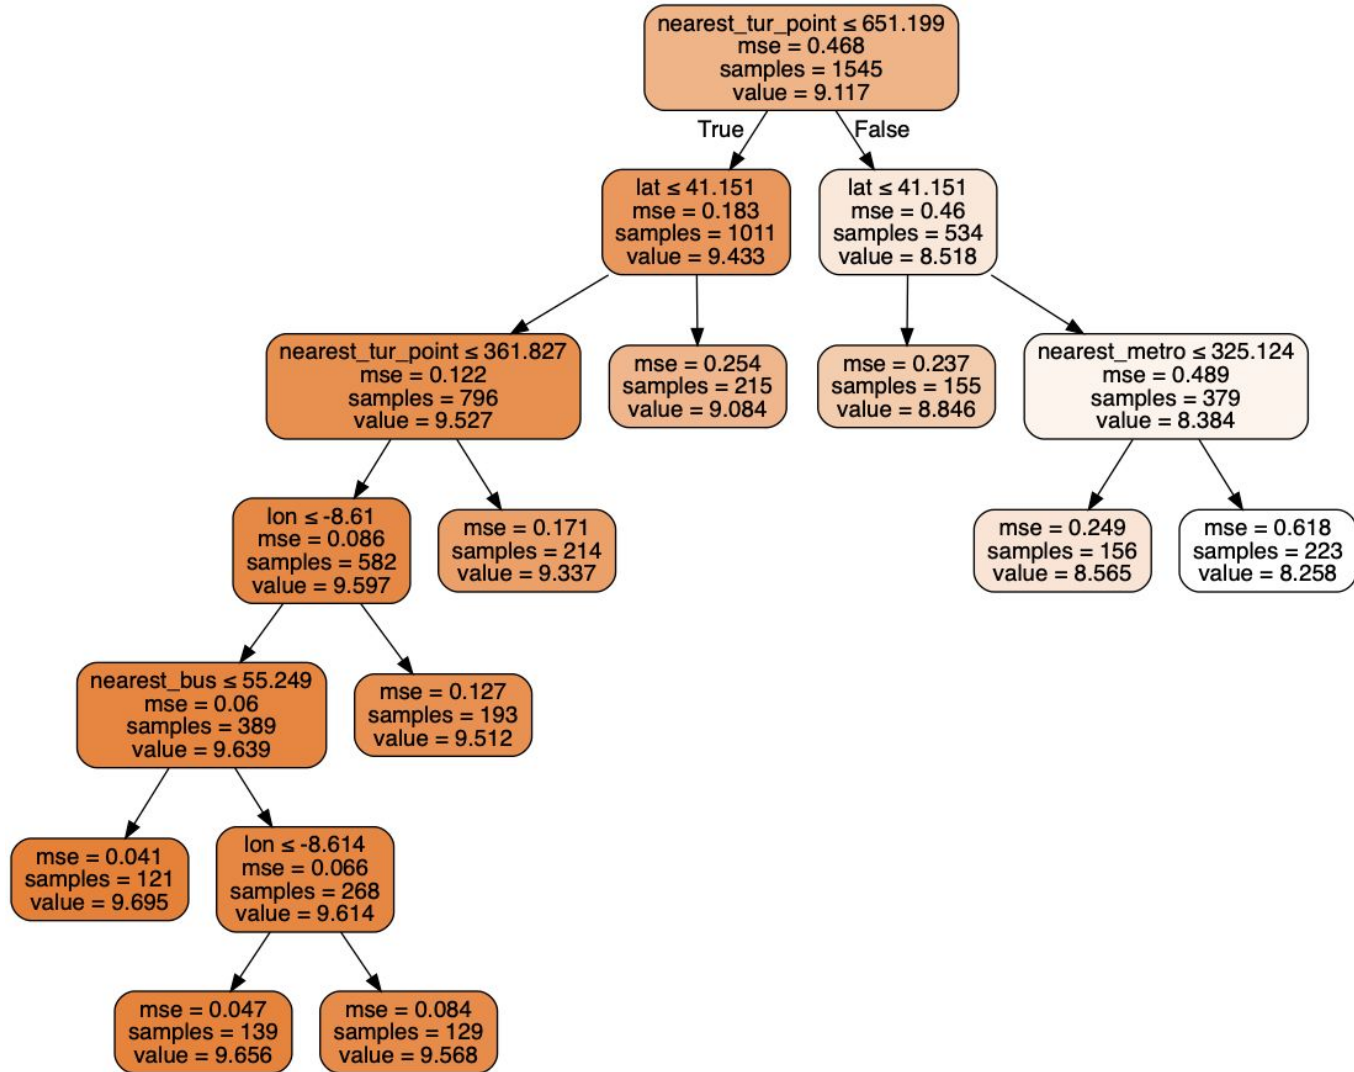 nearest_tur_point ≤ 651.199
mse = 0.468
samples = 1545
value = 9.117
True
False
lat ≤ 41.151
mse = 0.183
samples = 1011
value = 9.433
lat ≤ 41.151
mse = 0.46
samples = 534
value = 8.518
nearest_tur_point ≤ 361.827
mse = 0.122
samples = 796
value = 9.527
mse = 0.254
samples = 215
value = 9.084
mse = 0.237
samples = 155
value = 8.846
nearest_metro ≤ 325.124
mse = 0.489
samples = 379
value = 8.384
lon ≤ -8.61
mse = 0.086
samples = 582
value = 9.597
mse = 0.171
samples = 214
value = 9.337
mse = 0.249
samples = 156
value = 8.565
mse = 0.618
samples = 223
value = 8.258
nearest_bus ≤ 55.249
mse = 0.06
samples = 389
value = 9.639
mse = 0.127
samples = 193
value = 9.512
mse = 0.041
samples = 121
value = 9.695
lon ≤ -8.614
mse = 0.066
samples = 268
value = 9.614
mse = 0.047
samples = 139
value = 9.656
mse = 0.084
samples = 129
value = 9.568